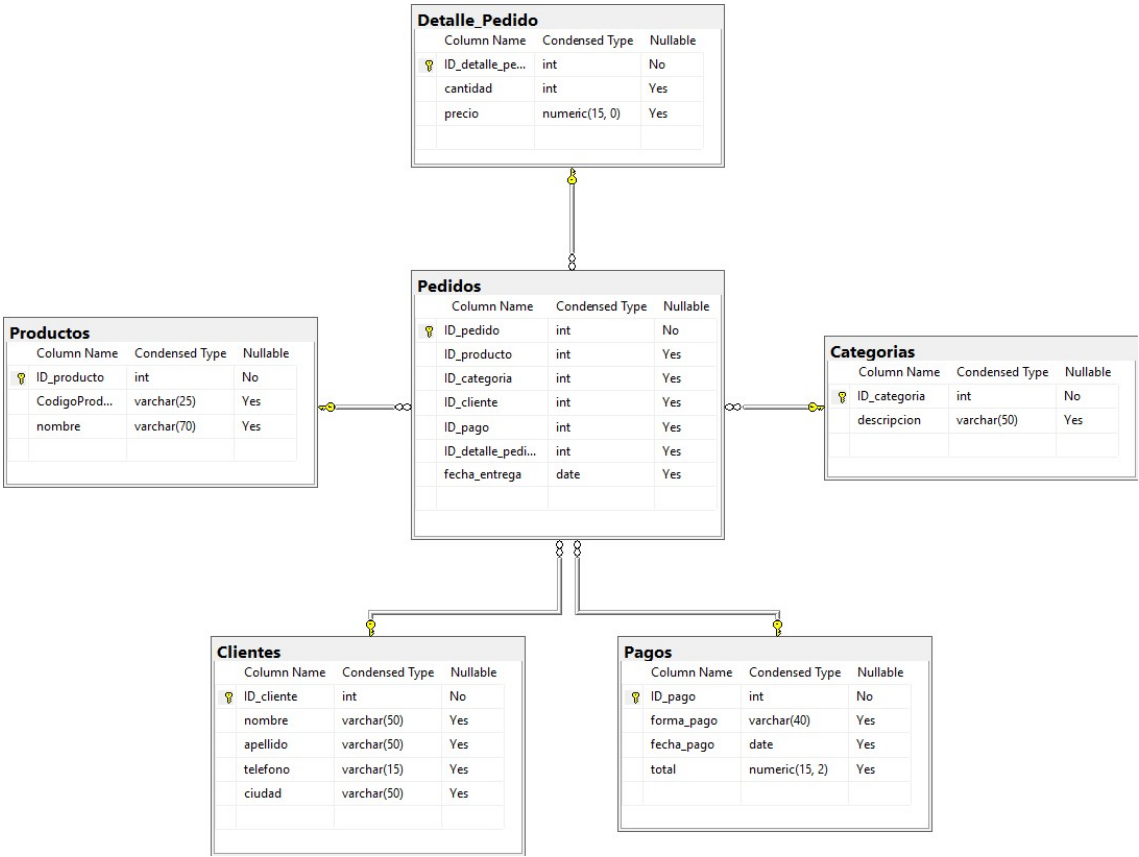 Detalle_Pedido
Column Name Condensed Type Nullable
ID_detalle_pe... int No
cantidad int Yes
precio numeric(15, 0) Yes
Pedidos
Column Name Condensed Type Nullable
ID_pedido int No
ID_producto int Yes
ID_categoria int Yes
ID_cliente int Yes
ID_pago int Yes
ID_detalle_pedi... int Yes
fecha_entrega date Yes
Productos
Column Name Condensed Type Nullable
ID_producto int No
CodigoProd... varchar(25) Yes
nombre varchar(70) Yes
Categorias
Column Name Condensed Type Nullable
ID_categoria int No
descripcion varchar(50) Yes
Clientes
Column Name Condensed Type Nullable
ID_cliente int No
nombre varchar(50) Yes
apellido varchar(50) Yes
telefono varchar(15) Yes
ciudad varchar(50) Yes
Pagos
Column Name Condensed Type Nullable
ID_pago int No
forma_pago varchar(40) Yes
fecha_pago date Yes
total numeric(15, 2) Yes